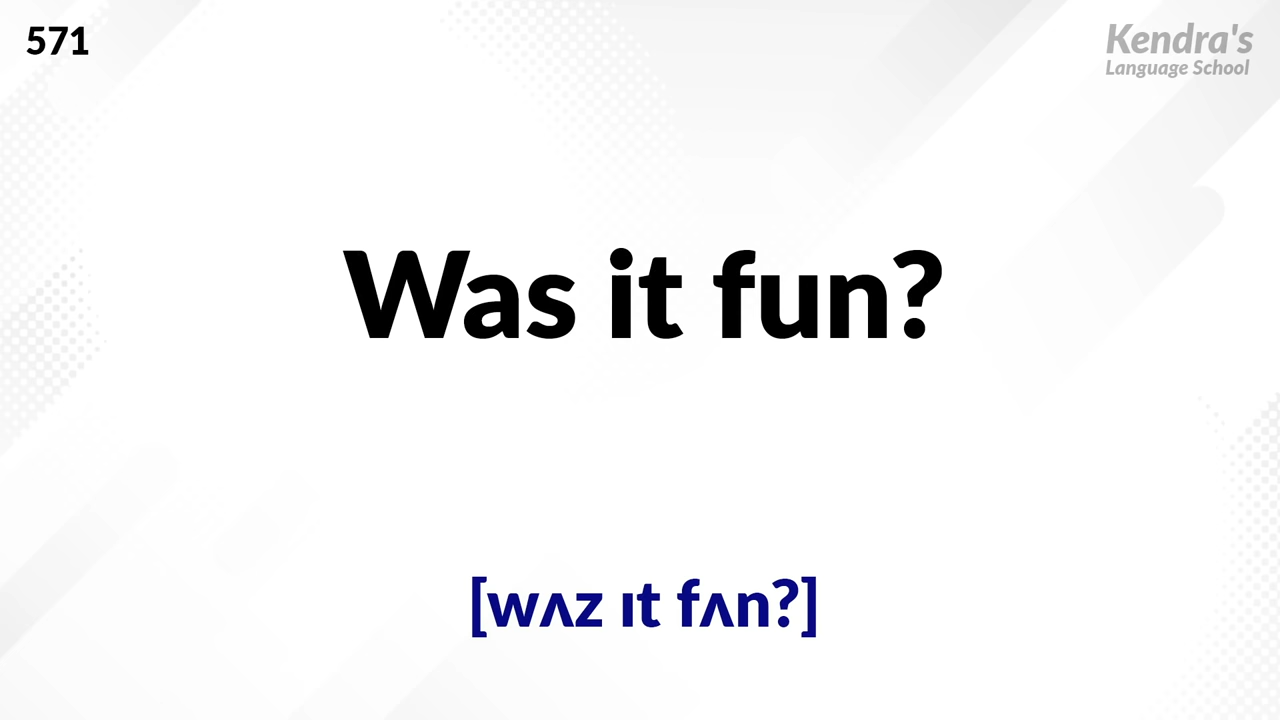 571
Kendra's
Language School
Was it fun?
[wʌz ɪt fʌn?]